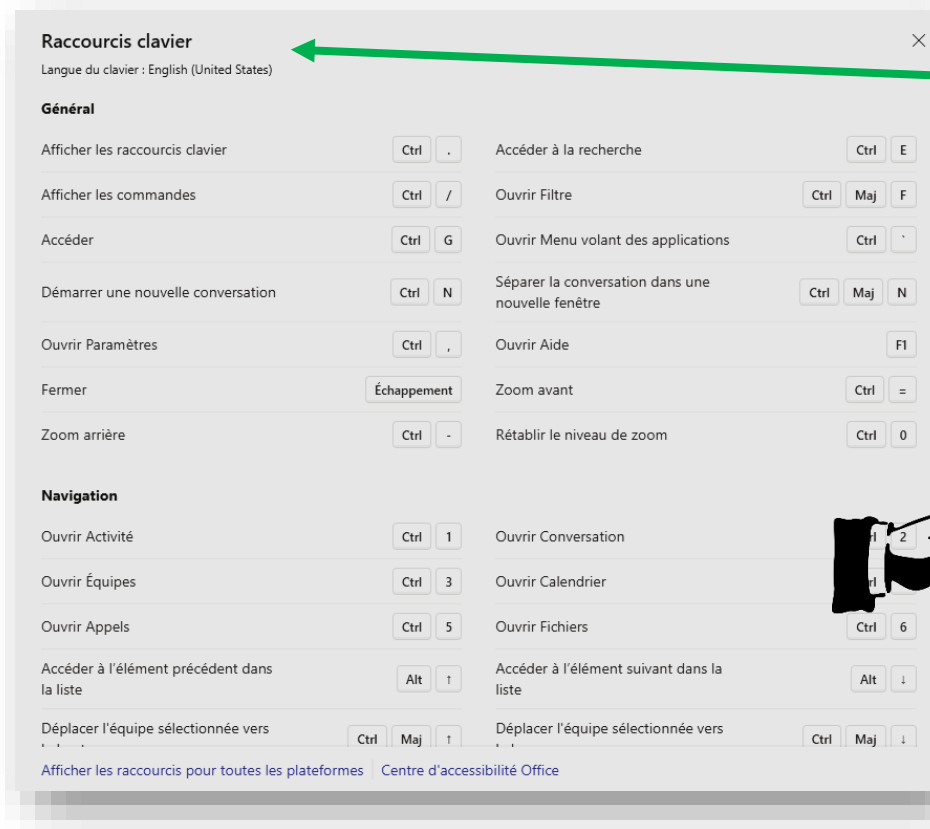 Raccourcis clavier
Langue du clavier : English (United States)
Général
Afficher les raccourcis clavier Ctrl . Accéder à la recherche Ctrl E
Afficher les commandes Ctrl / Ouvrir Filtre Ctrl Maj F
Accéder Ctrl G Ouvrir Menu volant des applications Ctrl `
Démarrer une nouvelle conversation Ctrl N Séparer la conversation dans une
nouvelle fenêtre Ctrl Maj N
Ouvrir Paramètres Ctrl , Ouvrir Aide F1
Fermer Échappement Zoom avant Ctrl =
Zoom arrière Ctrl - Rétablir le niveau de zoom Ctrl 0
Navigation
Ouvrir Activité Ctrl 1 Ouvrir Conversation 2
Ouvrir Équipes Ctrl 3 Ouvrir Calendrier
Ouvrir Appels Ctrl 5 Ouvrir Fichiers Ctrl 6
Accéder à l'élément précédent dans
la liste Alt ↑
Accéder à l'élément suivant dans la
liste Alt ↓
Déplacer l'équipe sélectionnée vers Ctrl Maj ↑
Déplacer l'équipe sélectionnée vers Ctrl Maj ↓
Afficher les raccourcis pour toutes les plateformes Centre d'accessibilité Office